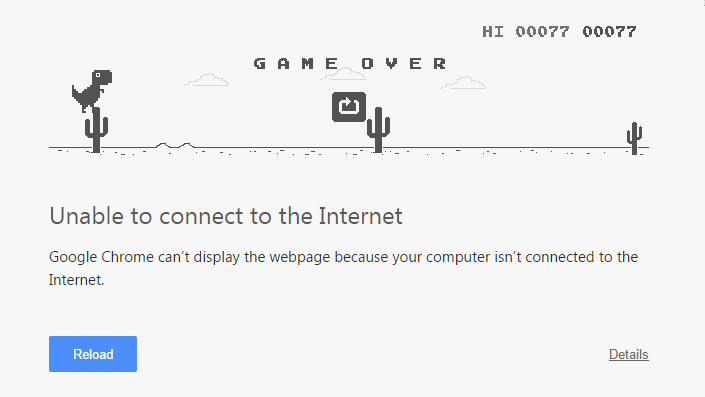 HI 00077 00077
GAME OVER
Unable to connect to the Internet
Google Chrome can't display the webpage because your computer isn't connected to the
Internet.
Reload Details